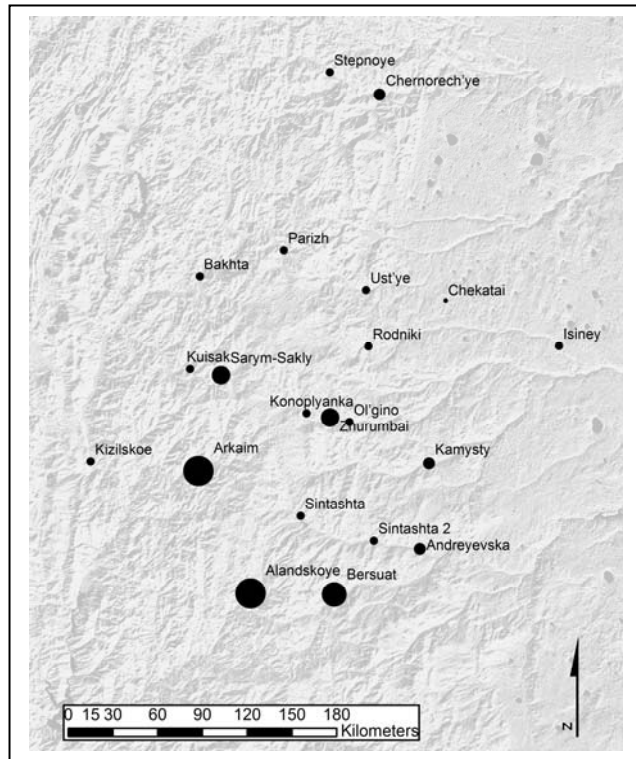 Stepnoye
Chernorech'ye
Parizh
Bakhta
Ust'ye
Chekatai
Rodniki
Isiney
Kuisak
Sarym-Sakly
Konoplyanka
Ol'gino
Zhurumbai
Kizilskoe
Arkaim
Kamysty
Sintashta
Sintashta 2
Andreyevska
Alandskoye
Bersuat
0 15 30 60 90 120 150 180
Kilometers
N